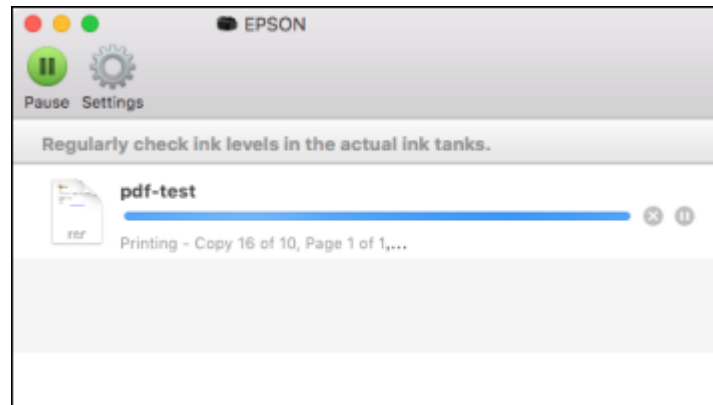 EPSON
Pause Settings
Regularly check ink levels in the actual ink tanks.
pdf-test
Printing - Copy 16 of 10, Page 1 of 1,...